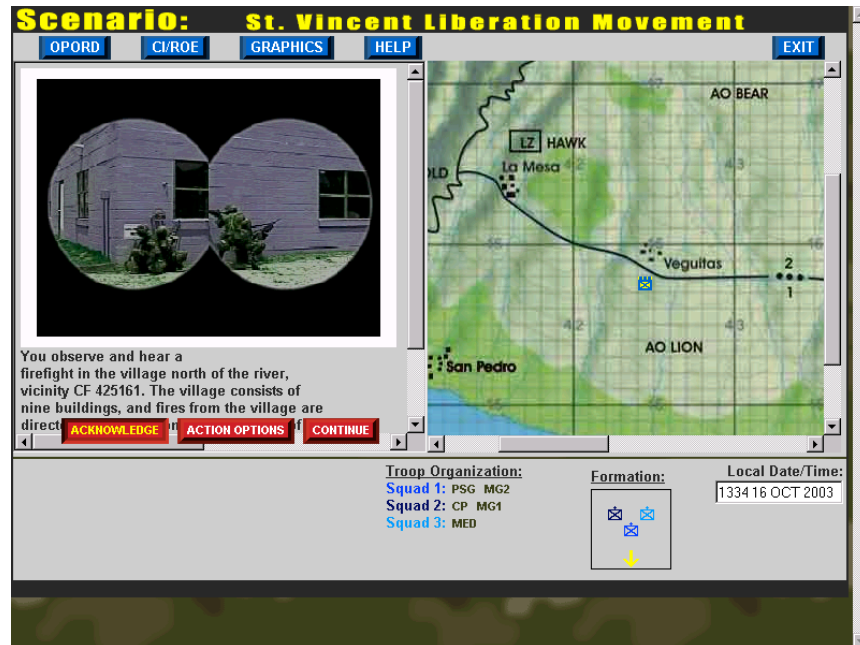 Scenario: St. Vincent Liberation Movement
OPORD CI/ROE GRAPHICS HELP EXIT
AO BEAR
LZ HAWK
La Mesa
OLD
Veguitas
2
1
AO LION
San Pedro
You observe and hear a
firefight in the village north of the river,
vicinity CF 425161. The village consists of
nine buildings, and fires from the village are
ACKNOWLEDGE ACTION OPTIONS CONTINUE
Troop Organization:
Squad 1: PSG MG2
Squad 2: CP MG1
Squad 3: MED
Formation:
Local Date/Time:
1334 16 OCT 2003